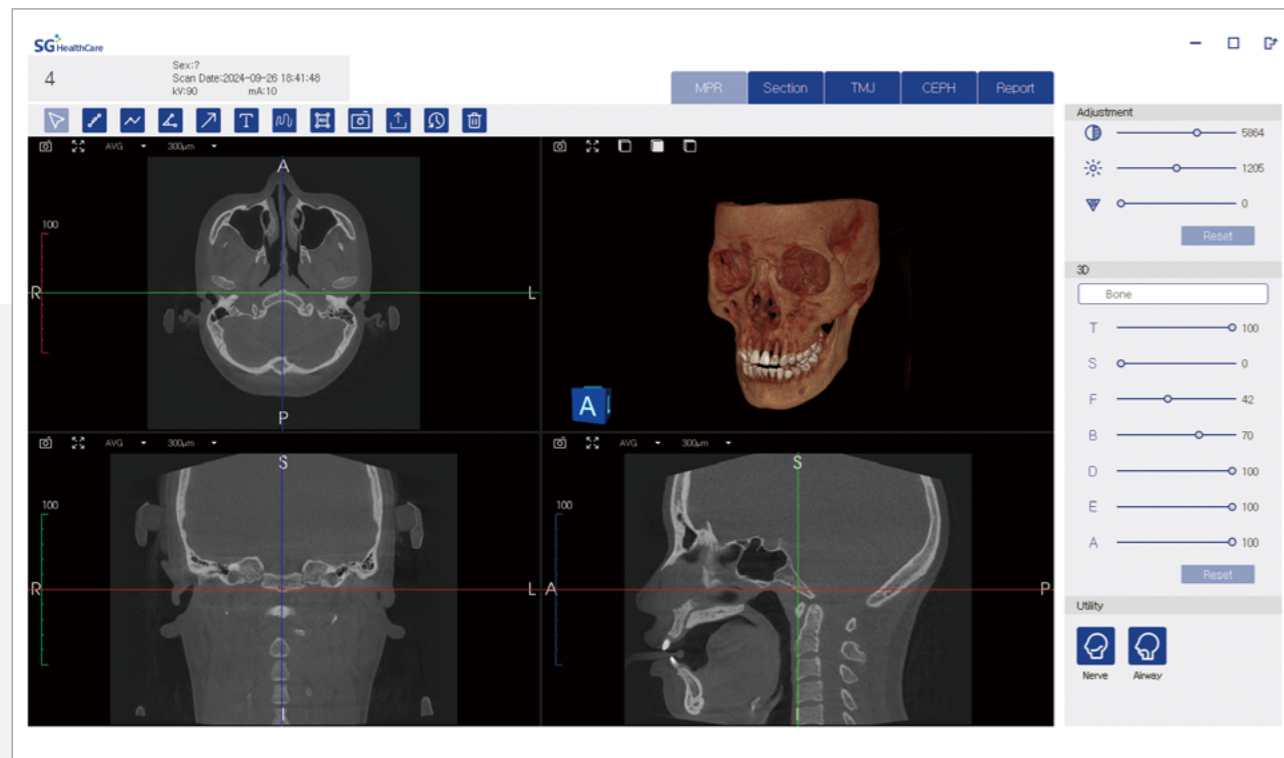 SG HealthCare
4
Sex:?
Scan Date:2024-09-26 18:41:48
kV:90 mA:10
MPR Section TMJ CEPH Report
T
AVG 300μm
A
100
R L
P
A
AVG 300μm
S
100
R L
AVG 300μm
S
100
A P
Adjustment
5864
1205
0
Reset
3D
Bone
T 100
S 0
F 42
B 70
D 100
E 100
A 100
Reset
Utility
Nerve Airway